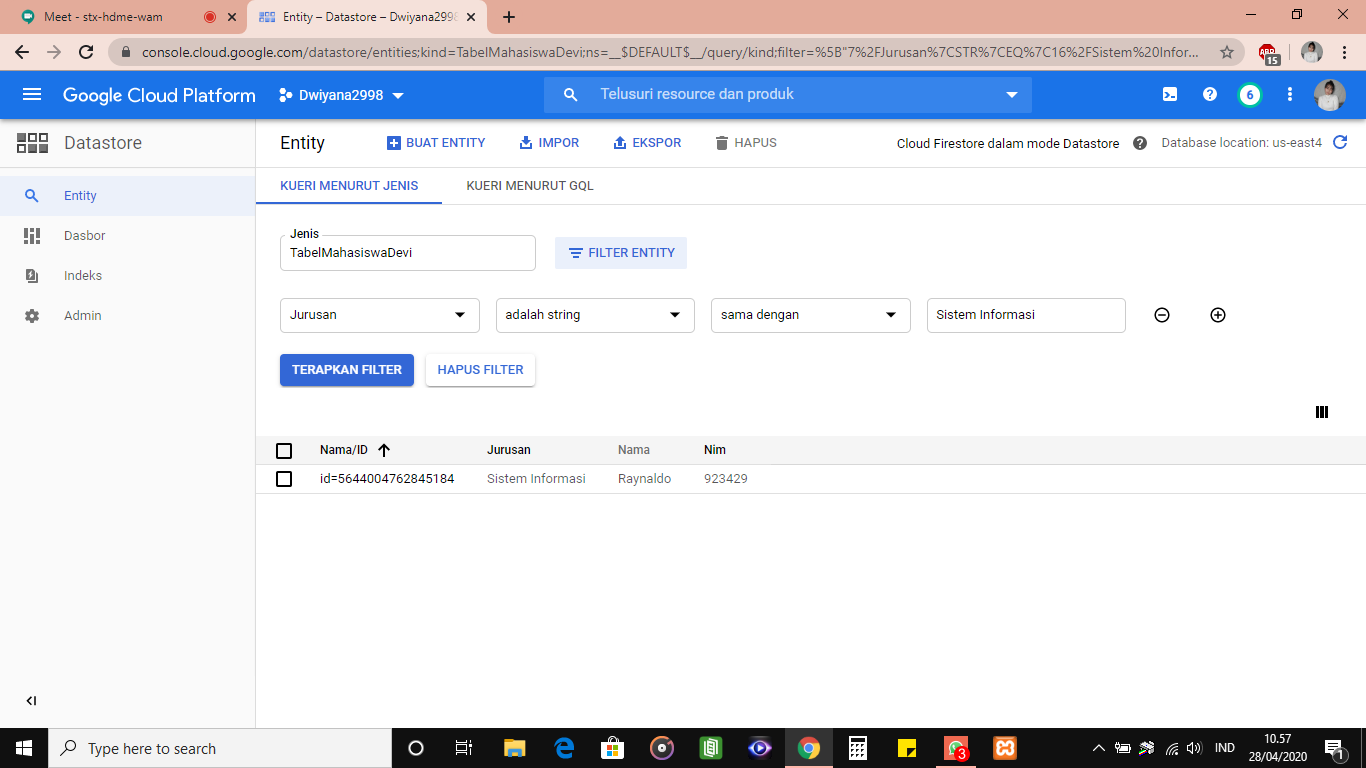 Meet - stx-hdme-wam
Entity – Datastore – Dwiyana2998
console.cloud.google.com/datastore/entities;kind=TabelMahasiswaDevi;ns=__$DEFAULT$__/query/kind;filter=%5B"7%2FJurusan%7CSTR%7CEQ%7C16%2FSistem%20Infor...
ABP
15
Google Cloud Platform
Dwiyana2998
Telusuri resource dan produk
6
Datastore
Entity
BUAT ENTITY
IMPOR
EKSPOR
HAPUS
Cloud Firestore dalam mode Datastore
Database location: us-east4
Entity
Dasbor
Indeks
Admin
KUERI MENURUT JENIS
KUERI MENURUT GQL
Jenis
TabelMahasiswaDevi
FILTER ENTITY
Jurusan
adalah string
sama dengan
Sistem Informasi
TERAPKAN FILTER
HAPUS FILTER
Nama/ID Jurusan Nama Nim
id=5644004762845184 Sistem Informasi Raynaldo 923429
Type here to search
3
IND
10.57
28/04/2020
1